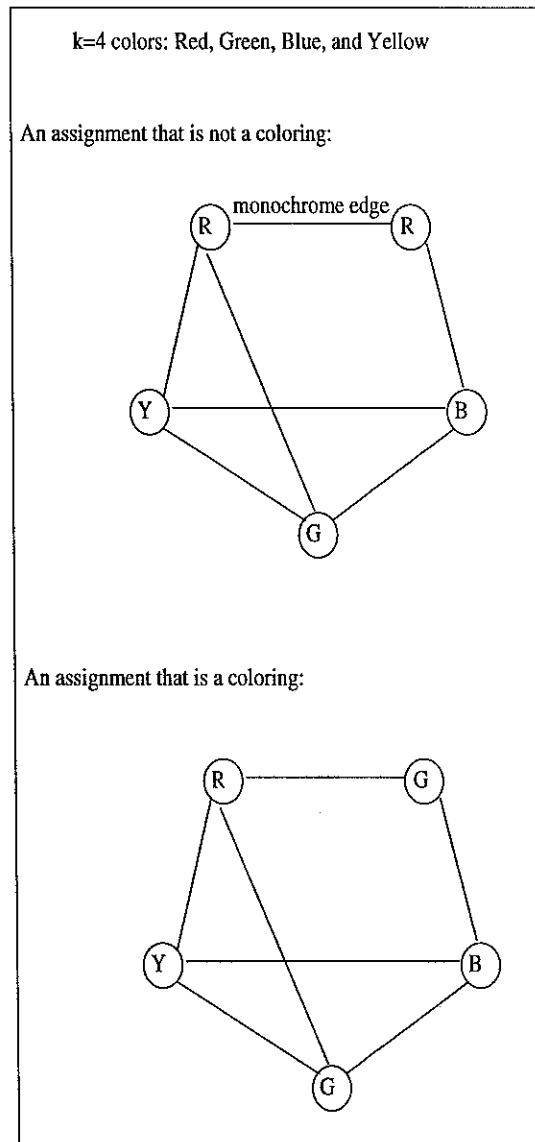 k=4 colors: Red, Green, Blue, and Yellow
An assignment that is not a coloring:
monochrome edge
R R
Y B
G
An assignment that is a coloring:
R G
Y B
G